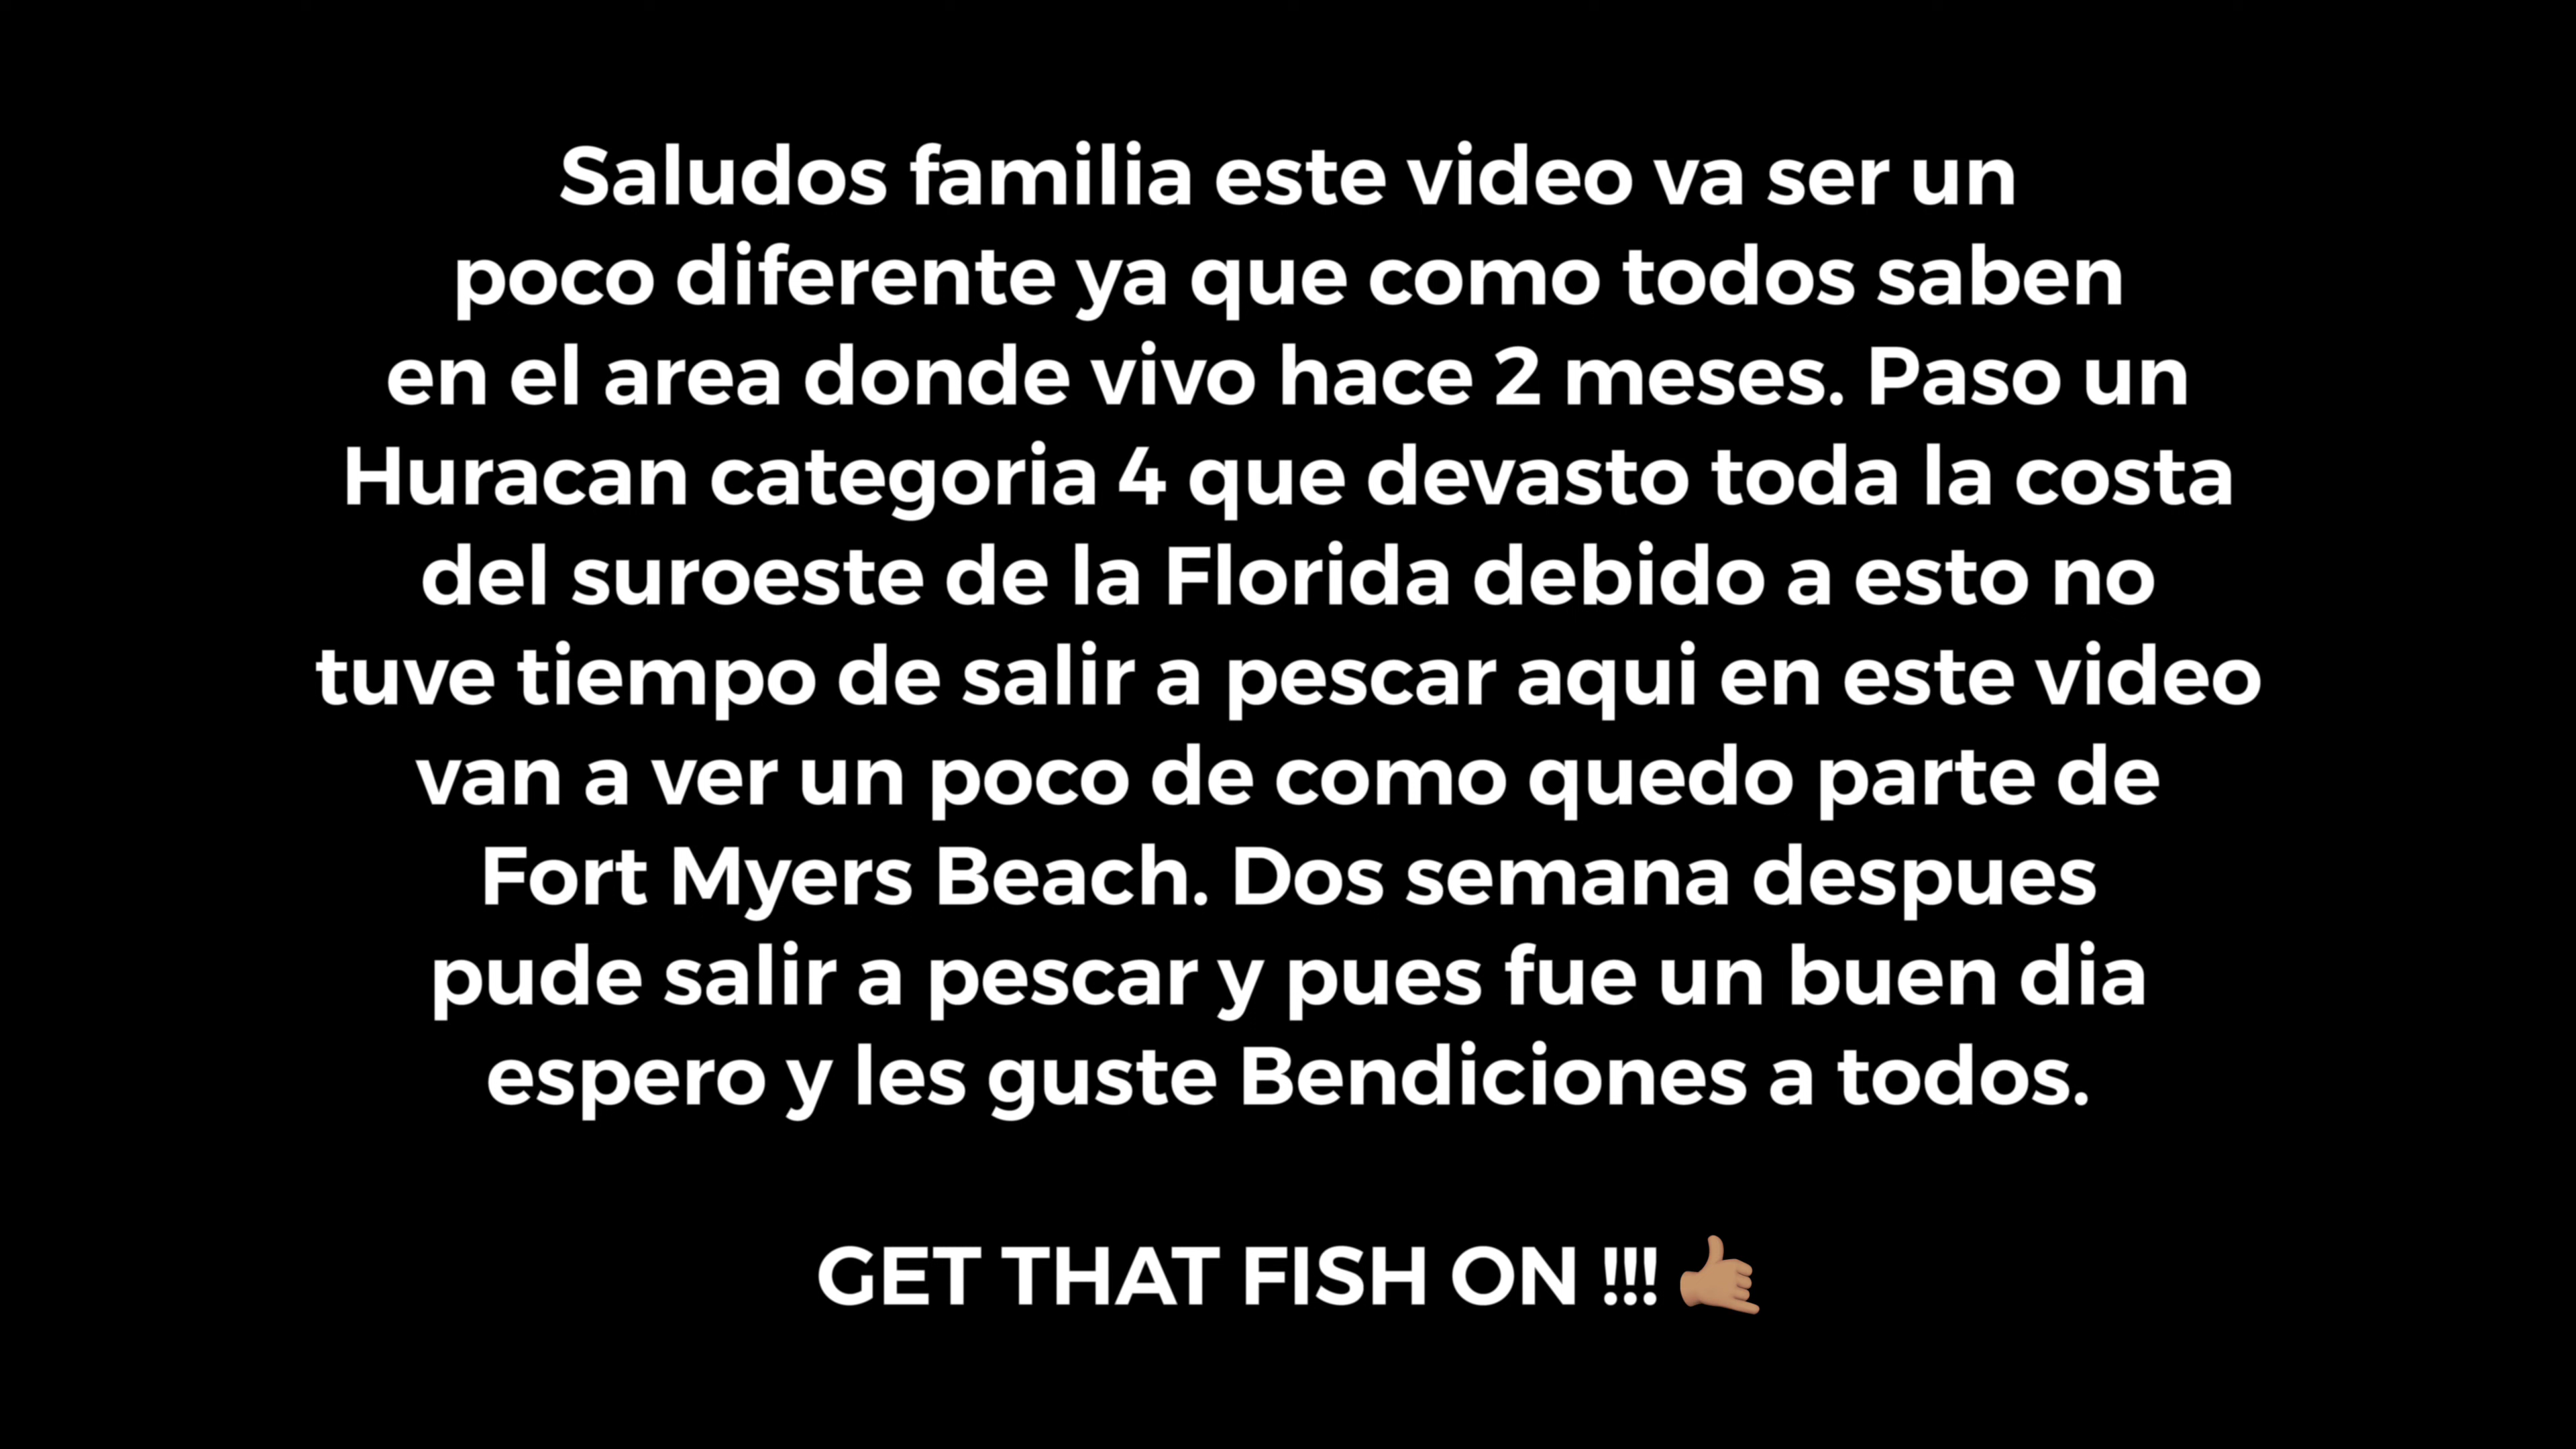 Saludos familia este video va ser un
poco diferente ya que como todos saben
en el area donde vivo hace 2 meses. Paso un
Huracan categoria 4 que devasto toda la costa
del suroeste de la Florida debido a esto no
tuve tiempo de salir a pescar aqui en este video
van a ver un poco de como quedo parte de
Fort Myers Beach. Dos semana despues
pude salir a pescar y pues fue un buen dia
espero y les guste Bendiciones a todos.
GET THAT FISH ON !!! 🤙🏽